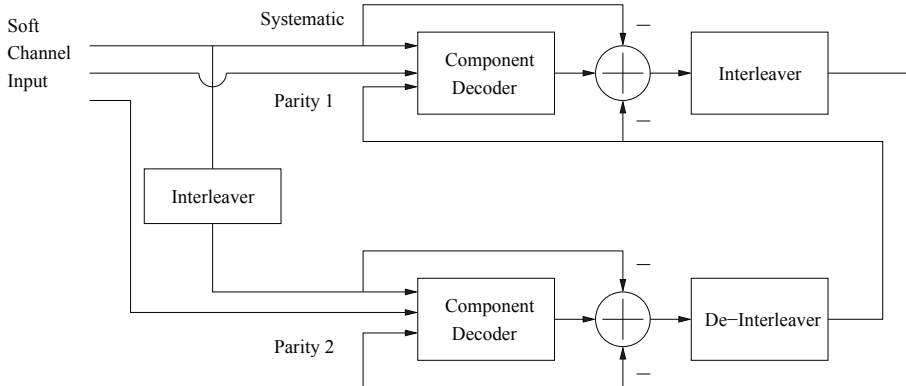 Soft
Channel
Input
Systematic
Parity 1
Component
Decoder
Interleaver
Interleaver
Component
Decoder
De−Interleaver
Parity 2